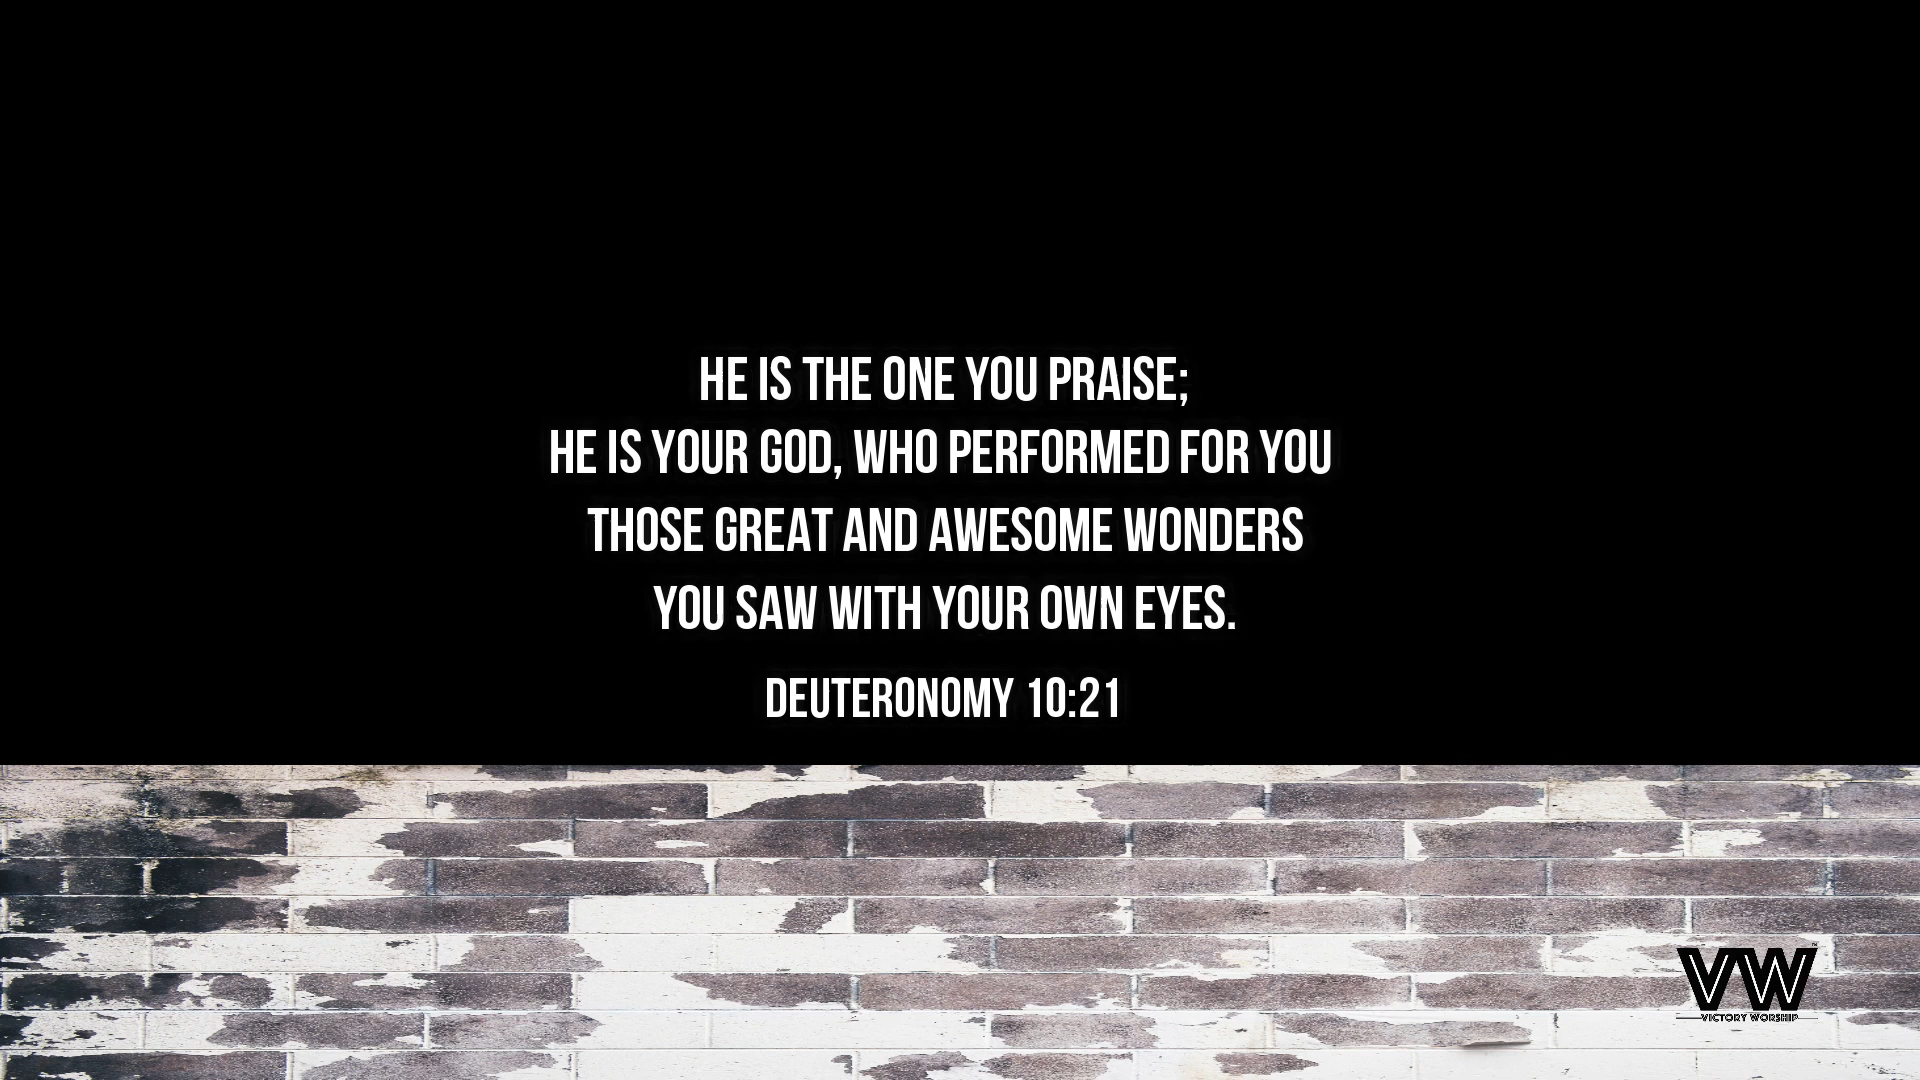 HE IS THE ONE YOU PRAISE;
HE IS YOUR GOD, WHO PERFORMED FOR YOU
THOSE GREAT AND AWESOME WONDERS
YOU SAW WITH YOUR OWN EYES.
DEUTERONOMY 10:21
VW™
VICTORY WORSHIP